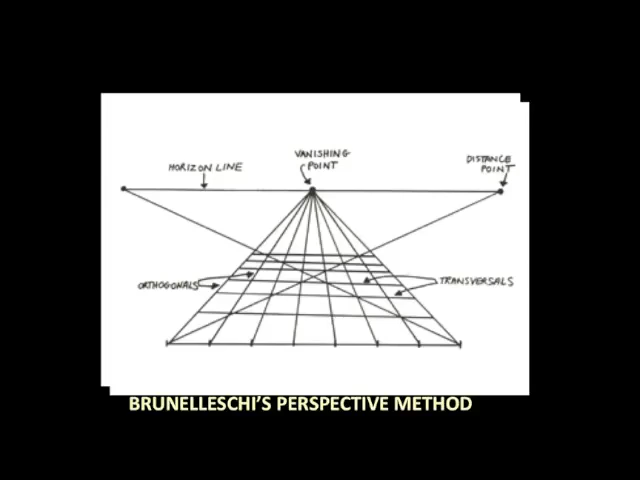 VANISHING
POINT
HORIZON LINE
DISTANCE
POINT
ORTHOGONALS
TRANSVERSALS
BRUNELLESCHI'S PERSPECTIVE METHOD